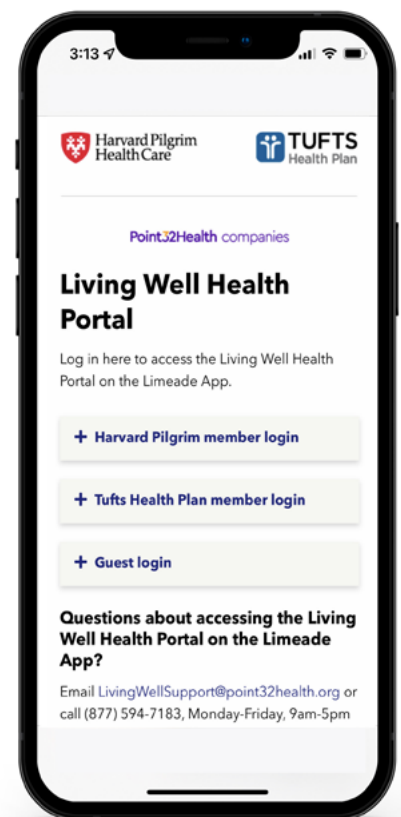 3:13
Harvard Pilgrim
HealthCare
TUFTS
Health Plan
Point32Health companies
Living Well Health
Portal
Log in here to access the Living Well Health
Portal on the Limeade App.
+ Harvard Pilgrim member login
+ Tufts Health Plan member login
+ Guest login
Questions about accessing the Living
Well Health Portal on the Limeade
App?
Email LivingWellSupport@point32health.org or
call (877) 594-7183, Monday-Friday, 9am-5pm